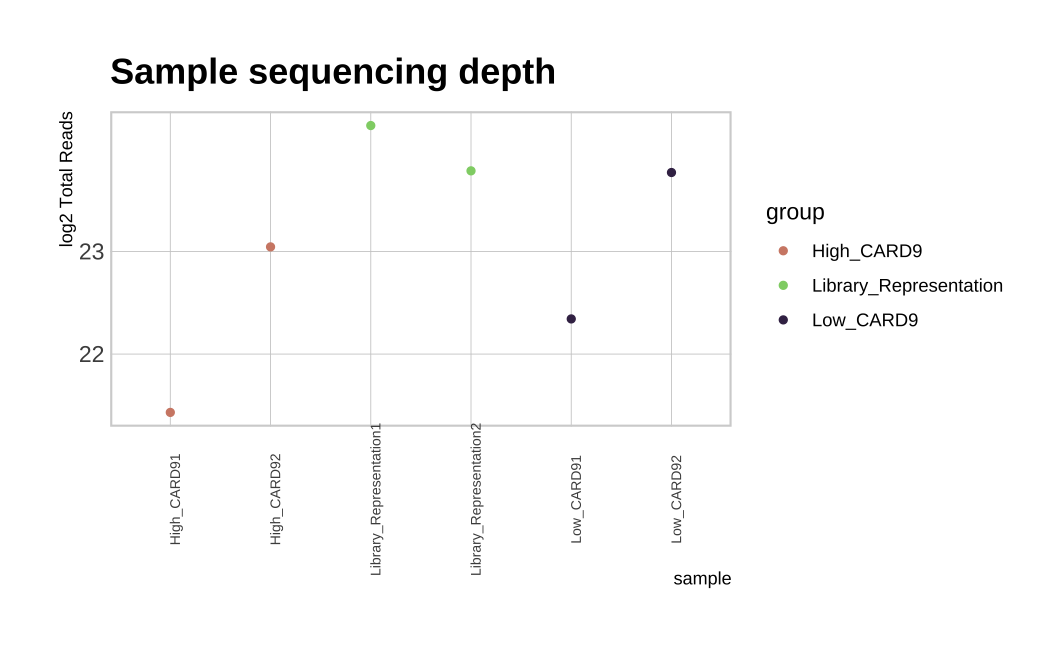 Sample sequencing depth
log2 Total Reads
23
22
High_CARD91
High_CARD92
Library_Representation1
Library_Representation2
Low_CARD91
Low_CARD92
sample
group
High_CARD9
Library_Representation
Low_CARD9